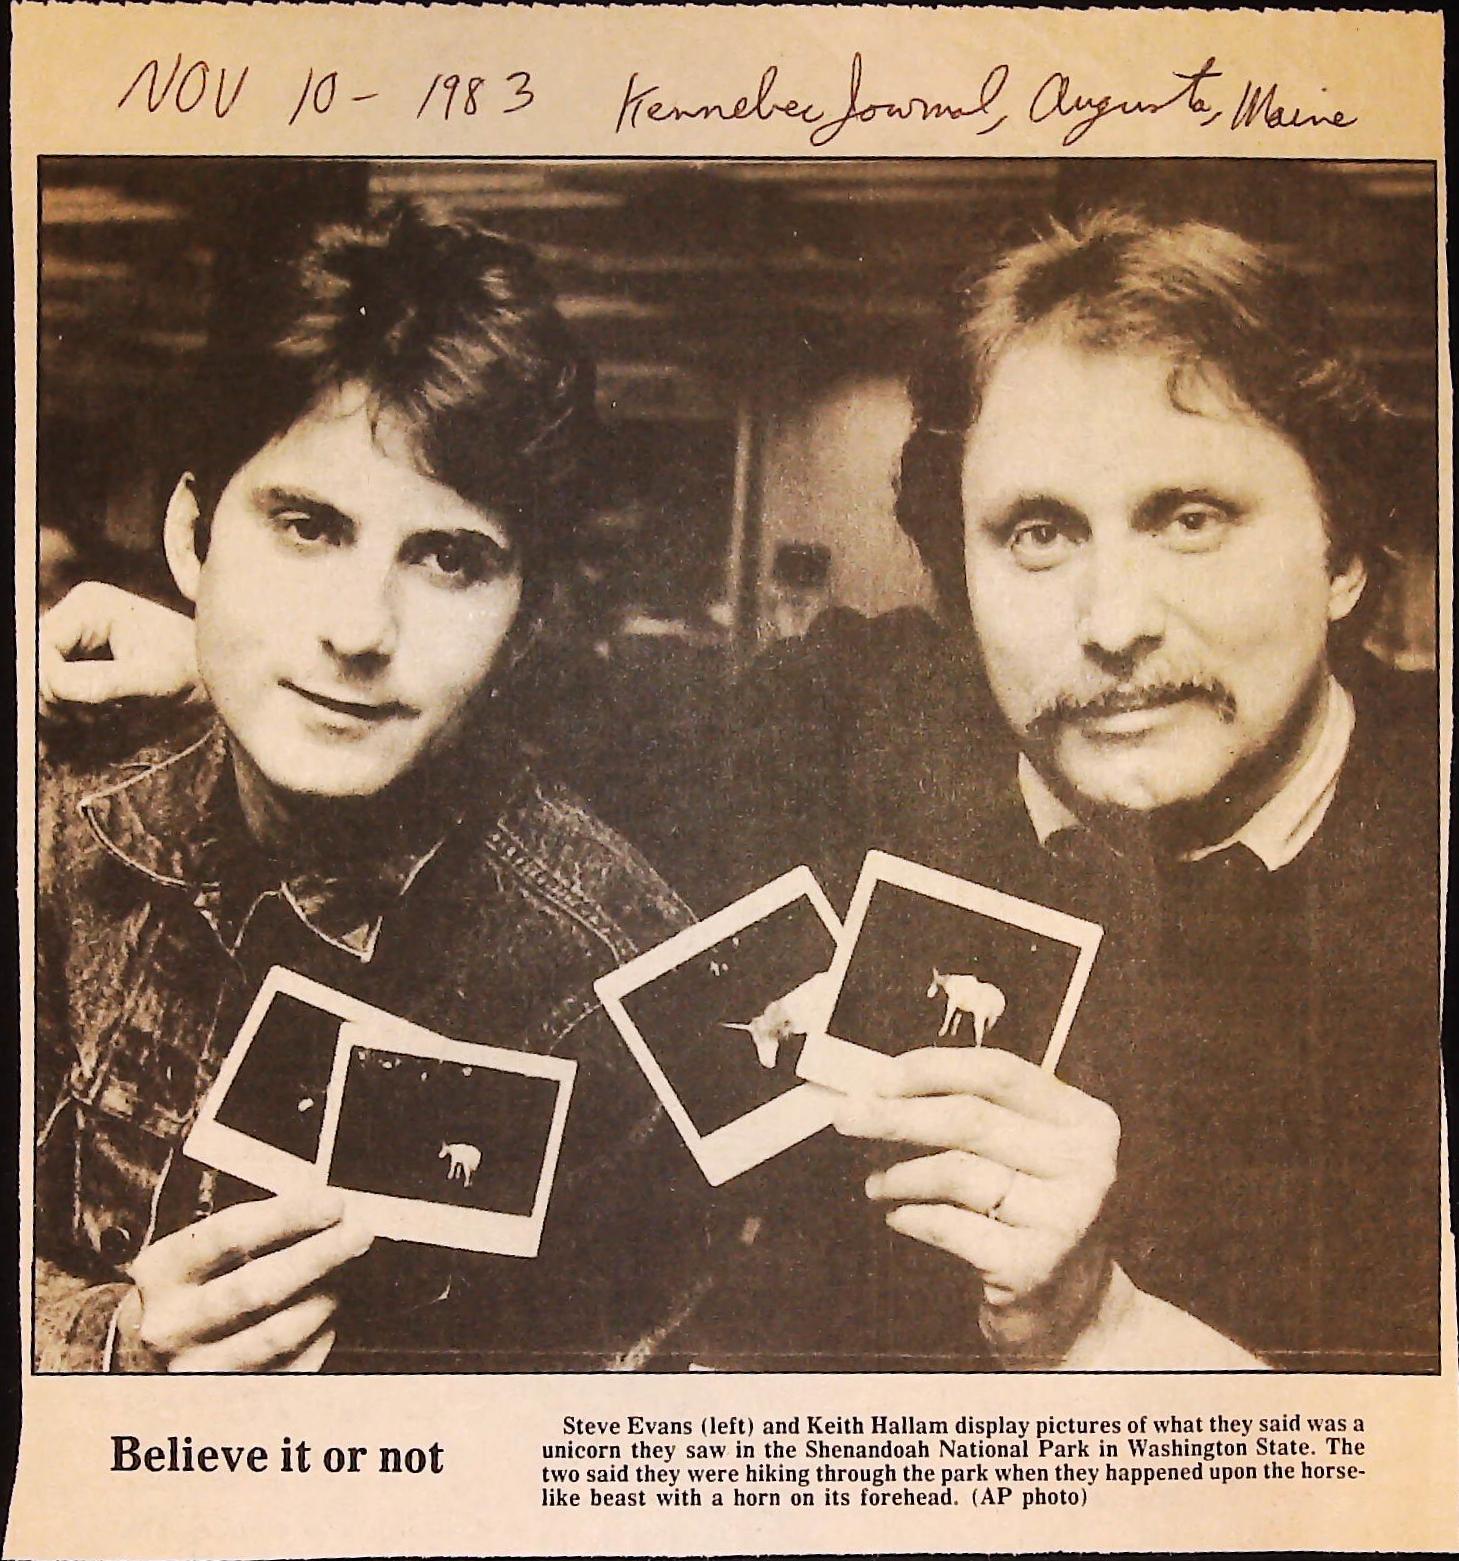 NOV 10 - 1983 Kennebec Journal, Augusta, Maine
Believe it or not
Steve Evans (left) and Keith Hallam display pictures of what they said was a
unicorn they saw in the Shenandoah National Park in Washington State. The
two said they were hiking through the park when they happened upon the horse-
like beast with a horn on its forehead. (AP photo)